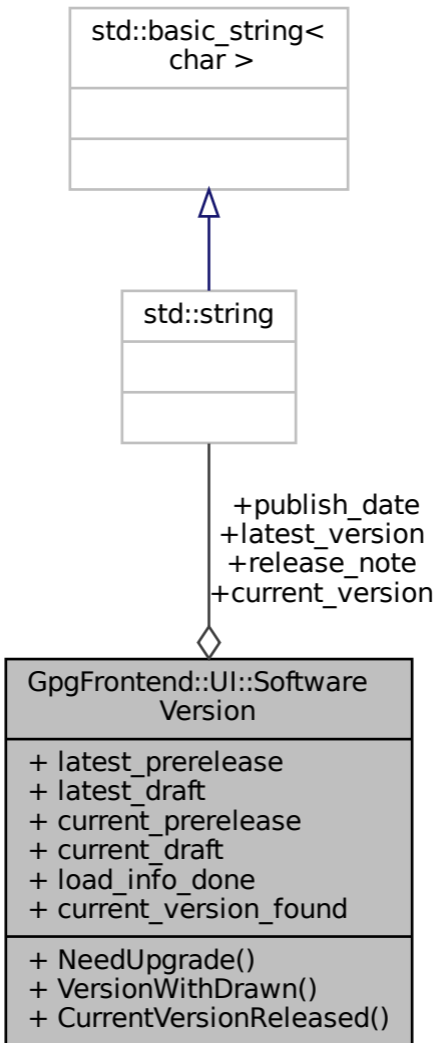 std::basic_string<
char >
std::string
+publish_date
+latest_version
+release_note
+current_version
GpgFrontend::UI::Software
Version
+ latest_prerelease
+ latest_draft
+ current_prerelease
+ current_draft
+ load_info_done
+ current_version_found
+ NeedUpgrade()
+ VersionWithDrawn()
+ CurrentVersionReleased()